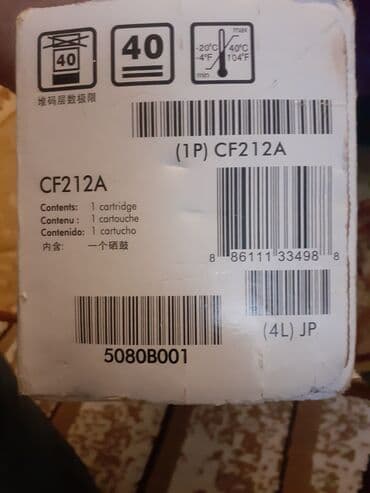 40
40
max
-20°C 40°C
-4°F 104°F
min
堆码层数极限
(1P) CF212A
CF212A
Contents: 1 cartridge
Contenu : 1 cartouche
Contenido: 1 cartucho
内含: 一个硒鼓
8 86111 33498 8
(4L) JP
5080B001